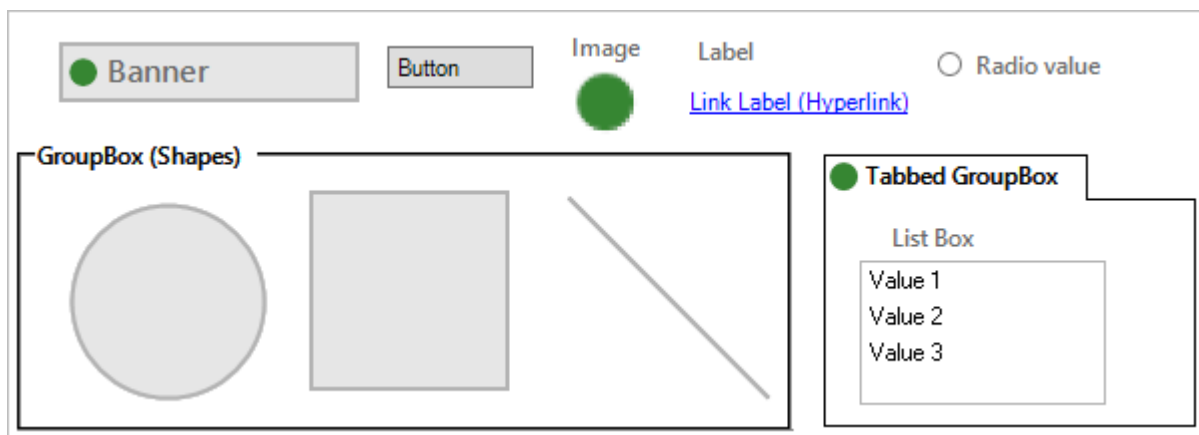 Banner
Button
Image
Label
Link Label (Hyperlink)
Radio value
GroupBox (Shapes)
Tabbed GroupBox
List Box
Value 1
Value 2
Value 3